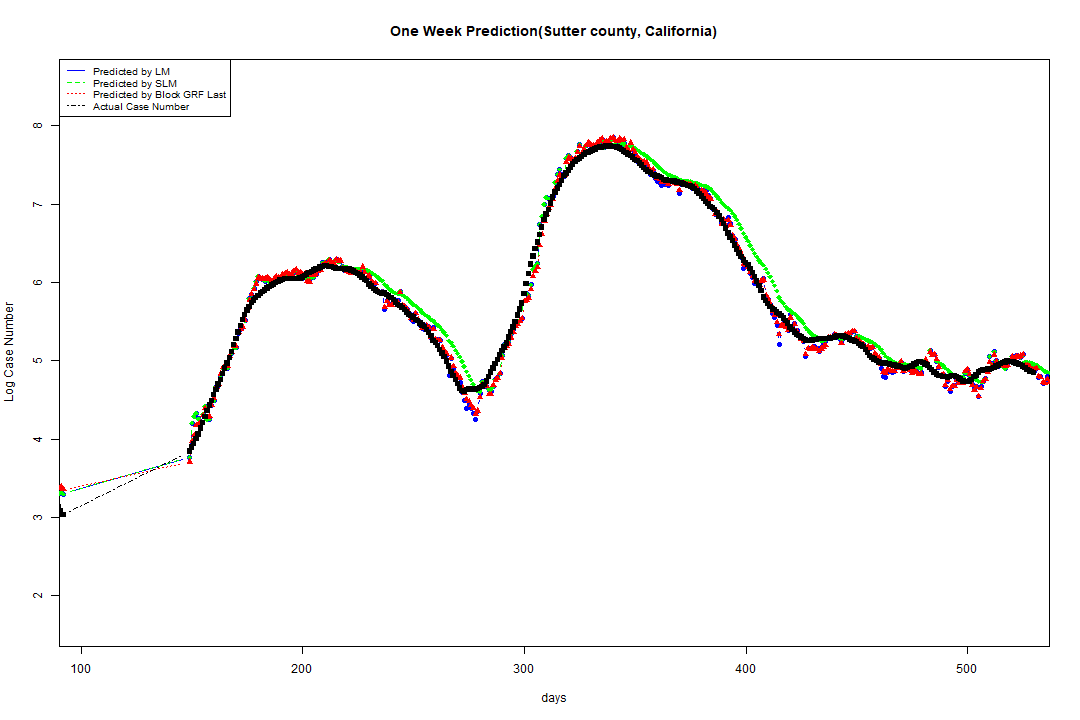 One Week Prediction(Sutter county, California)
Predicted by LM
Predicted by SLM
Predicted by Block GRF Last
Actual Case Number
8
7
6
5
4
3
2
Log Case Number
100 200 300 400 500
days